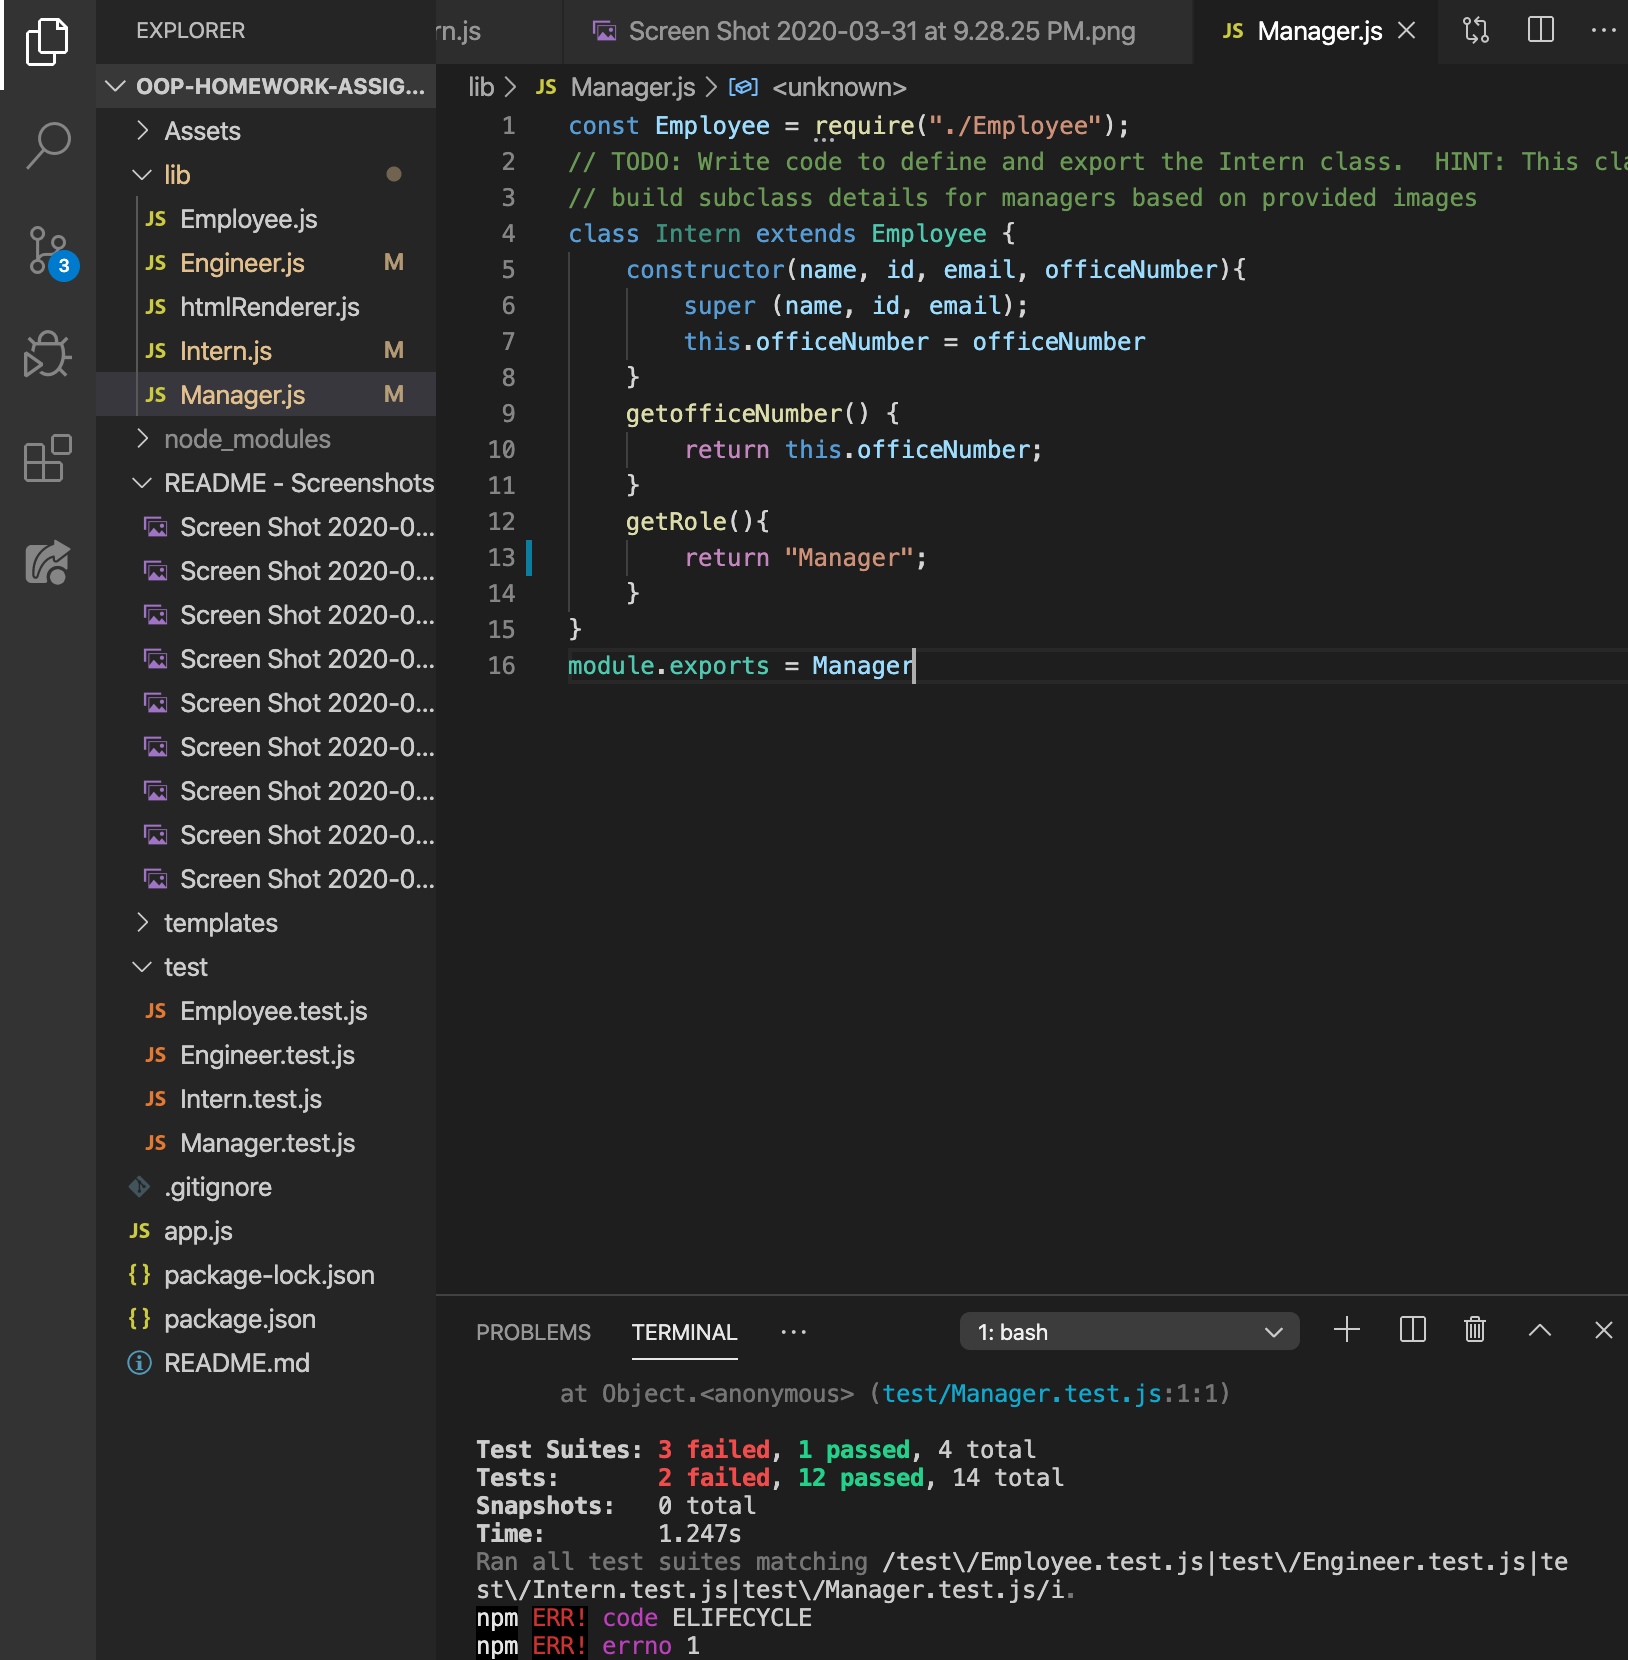 EXPLORER
OOP-HOMEWORK-ASSIG...
Assets
lib
JS Employee.js
JS Engineer.js M
JS htmlRenderer.js
JS Intern.js M
JS Manager.js M
node_modules
README - Screenshots
Screen Shot 2020-0...
Screen Shot 2020-0...
Screen Shot 2020-0...
Screen Shot 2020-0...
Screen Shot 2020-0...
Screen Shot 2020-0...
Screen Shot 2020-0...
Screen Shot 2020-0...
Screen Shot 2020-0...
templates
test
JS Employee.test.js
JS Engineer.test.js
JS Intern.test.js
JS Manager.test.js
.gitignore
JS app.js
{} package-lock.json
{} package.json
README.md
3
rn.js Screen Shot 2020-03-31 at 9.28.25 PM.png JS Manager.js
lib > JS Manager.js > <unknown>
1 const Employee = require("./Employee");
2 // TODO: Write code to define and export the Intern class.  HINT: This cla
3 // build subclass details for managers based on provided images
4 class Intern extends Employee {
5     constructor(name, id, email, officeNumber){
6         super (name, id, email);
7         this.officeNumber = officeNumber
8     }
9     getofficeNumber() {
10         return this.officeNumber;
11     }
12     getRole(){
13         return "Manager";
14     }
15 }
16 module.exports = Manager
PROBLEMS TERMINAL ... 1: bash
at Object.<anonymous> (test/Manager.test.js:1:1)
Test Suites: 3 failed, 1 passed, 4 total
Tests:       2 failed, 12 passed, 14 total
Snapshots:   0 total
Time:        1.247s
Ran all test suites matching /test\/Employee.test.js|test\/Engineer.test.js|te
st\/Intern.test.js|test\/Manager.test.js/i.
npm ERR! code ELIFECYCLE
npm ERR! errno 1